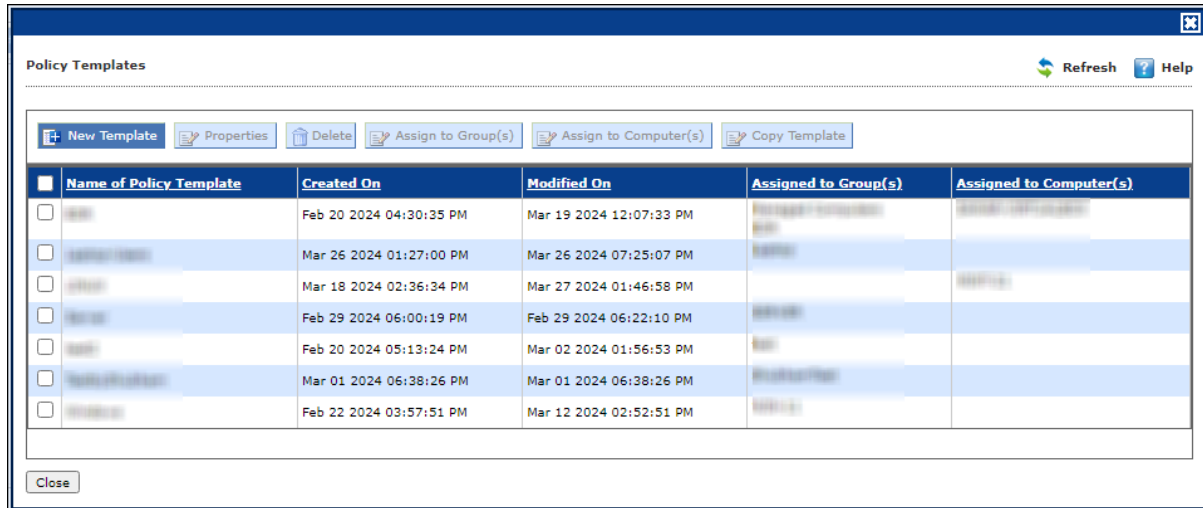 Policy Templates
Refresh
Help
New Template
Properties
Delete
Assign to Group(s)
Assign to Computer(s)
Copy Template
Name of Policy Template Created On Modified On Assigned to Group(s) Assigned to Computer(s)
Feb 20 2024 04:30:35 PM Mar 19 2024 12:07:33 PM
Mar 26 2024 01:27:00 PM Mar 26 2024 07:25:07 PM
Mar 18 2024 02:36:34 PM Mar 27 2024 01:46:58 PM
Feb 29 2024 06:00:19 PM Feb 29 2024 06:22:10 PM
Feb 20 2024 05:13:24 PM Mar 02 2024 01:56:53 PM
Mar 01 2024 06:38:26 PM Mar 01 2024 06:38:26 PM
Feb 22 2024 03:57:51 PM Mar 12 2024 02:52:51 PM
Close